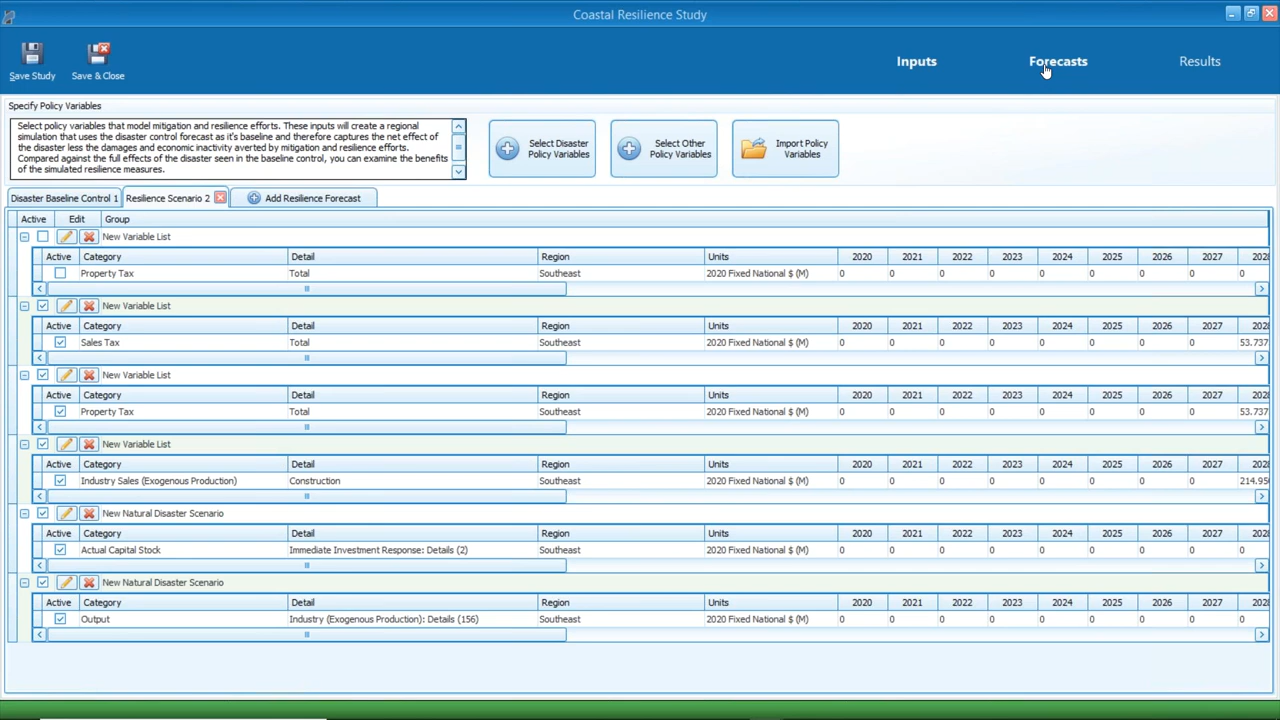 Coastal Resilience Study
Save Study Save & Close Inputs Forecasts Results
Specify Policy Variables
Select policy variables that model mitigation and resilience efforts. These inputs will create a regional
simulation that uses the disaster control forecast as it's baseline and therefore captures the net effect of
the disaster less the damages and economic inactivity averted by mitigation and resilience efforts.
Compared against the full effects of the disaster seen in the baseline control, you can examine the benefits
of the simulated resilience measures.
Select Disaster
Policy Variables
Select Other
Policy Variables
Import Policy
Variables
Disaster Baseline Control 1 Resilience Scenario 2 Add Resilience Forecast
Active Edit Group
New Variable List
Active Category Detail Region Units 2020 2021 2022 2023 2024 2025 2026 2027 2028
Property Tax Total Southeast 2020 Fixed National $ (M) 0 0 0 0 0 0 0 0 0
New Variable List
Active Category Detail Region Units 2020 2021 2022 2023 2024 2025 2026 2027 2028
Sales Tax Total Southeast 2020 Fixed National $ (M) 0 0 0 0 0 0 0 0 53.737
New Variable List
Active Category Detail Region Units 2020 2021 2022 2023 2024 2025 2026 2027 2028
Property Tax Total Southeast 2020 Fixed National $ (M) 0 0 0 0 0 0 0 0 53.737
New Variable List
Active Category Detail Region Units 2020 2021 2022 2023 2024 2025 2026 2027 2028
Industry Sales (Exogenous Production) Construction Southeast 2020 Fixed National $ (M) 0 0 0 0 0 0 0 0 214.950
New Natural Disaster Scenario
Active Category Detail Region Units 2020 2021 2022 2023 2024 2025 2026 2027 2028
Actual Capital Stock Immediate Investment Response: Details (2) Southeast 2020 Fixed National $ (M) 0 0 0 0 0 0 0 0 0
New Natural Disaster Scenario
Active Category Detail Region Units 2020 2021 2022 2023 2024 2025 2026 2027 2028
Output Industry (Exogenous Production): Details (156) Southeast 2020 Fixed National $ (M) 0 0 0 0 0 0 0 0 0